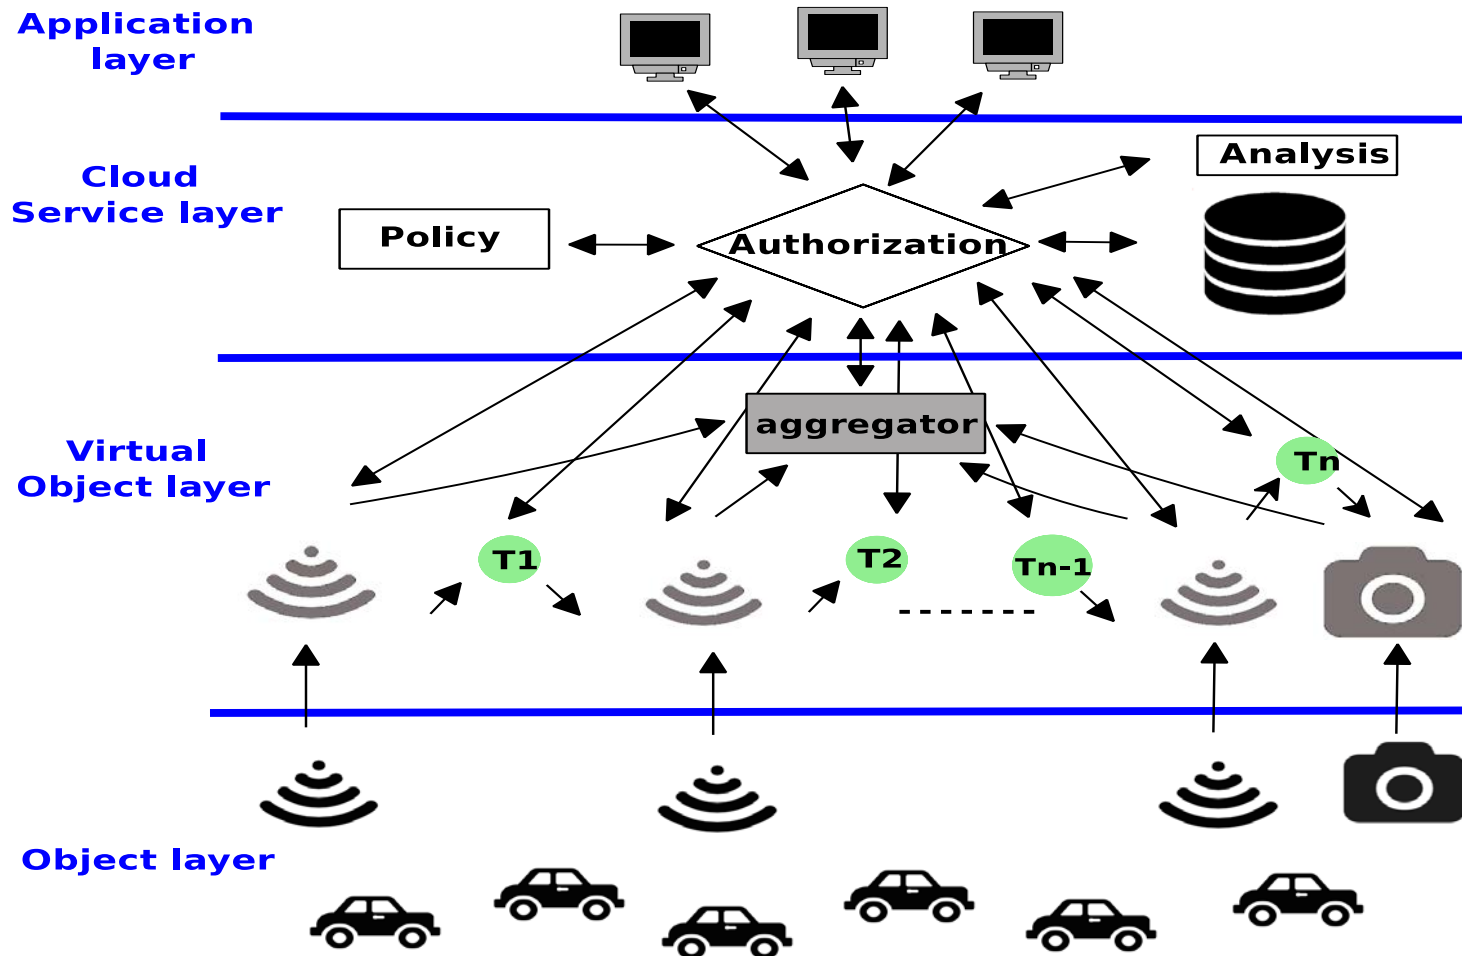 Application
layer
Cloud
Service layer
Analysis
Policy
Authorization
Virtual
Object layer
aggregator
Tn
T1
T2
Tn-1
Object layer